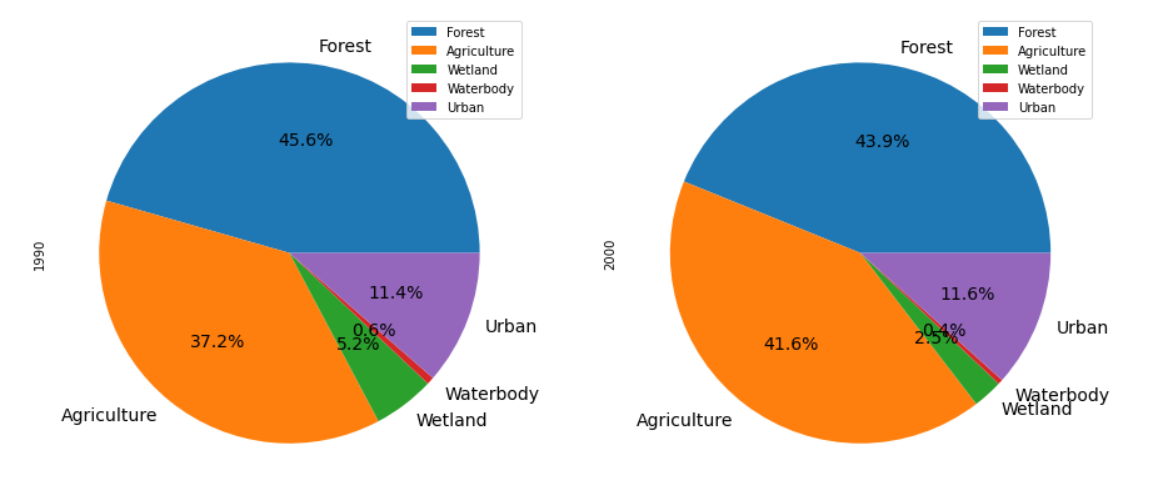 Forest
Forest
Agriculture
Wetland
Waterbody
Urban
45.6%
1990
11.4%
0.6%
5.2%
37.2%
Urban
Waterbody
Agriculture
Wetland
Forest
Forest
Agriculture
Wetland
Waterbody
Urban
43.9%
2000
11.6%
0.4%
2.5%
41.6%
Urban
Waterbody
Wetland
Agriculture